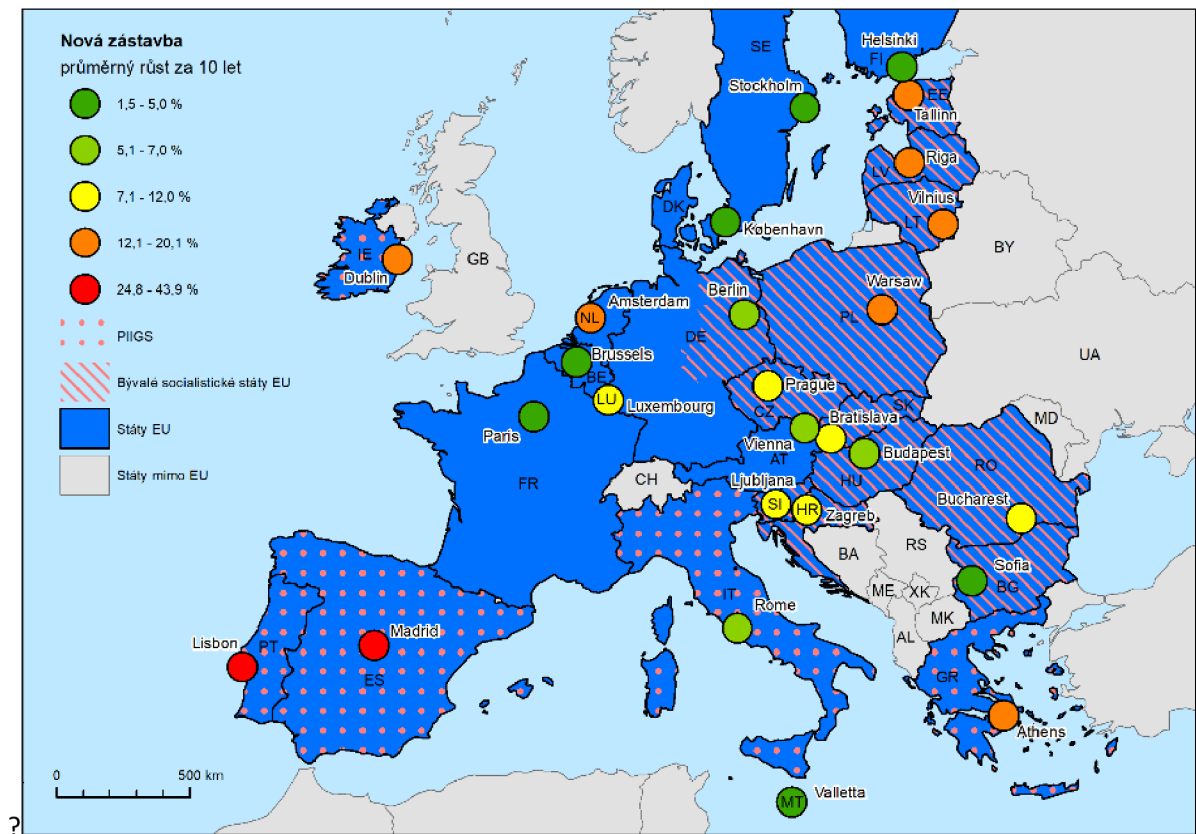 Nová zástavba
průměrný růst za 10 let
1,5 - 5,0 %
5,1 - 7,0 %
7,1 - 12,0 %
12,1 - 20,1 %
24,8 - 43,9 %
PIIGS
Bývalé socialistické státy EU
Státy EU
Státy mimo EU
SE
Helsinki
FI
Stockholm
EE
Tallinn
Riga
LV
Vilnius
LT
DK
København
BY
IE
Dublin
GB
Berlin
Warsaw
PL
NL
Amsterdam
DE
UA
Brussels
BE
LU
Luxembourg
Prague
CZ
SK
Bratislava
MD
Paris
Vienna
Budapest
AT
HU
RO
FR
CH
Ljubljana
SI
HR
Zagreb
Bucharest
BA
RS
Sofia
BG
ME
XK
MK
AL
IT
Rome
Lisbon
PT
Madrid
ES
GR
Athens
0 500 km
MT
Valletta
?